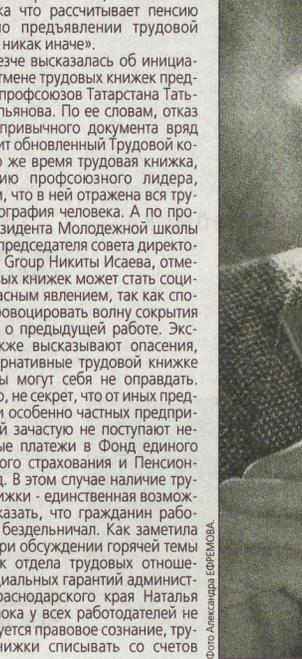 ка что рассчитывает пенсию
о предъявлении трудовой
никак иначе».
езче высказалась об инициа-
тмене трудовых книжек пред-
профсоюзов Татарстана Тать-
льянова. По ее словам, отказ
привычного документа вряд
ит обновленный Трудовой ко-
о же время трудовая книжка,
ию профсоюзного лидера,
м, что в ней отражена вся тру-
ография человека. А по про-
зидента Молодежной школы
председателя совета директо-
Group Никиты Исаева, отме-
вых книжек может стать соци-
асным явлением, так как спо-
ровоцировать волну сокрытия
о предыдущей работе. Экс-
кже высказывают опасения,
рнативные трудовой книжке
ы могут себя не оправдать.
о, не секрет, что от иных пред-
и особенно частных предпри-
й зачастую не поступают не-
ые платежи в Фонд единого
ого страхования и Пенсион-
д. В этом случае наличие тру-
ижки - единственная возмож-
казать, что гражданин рабо-
бездельничал. Как заметила
ри обсуждении горячей темы
к отдела трудовых отноше-
циальных гарантий админист-
раснодарского края Наталья
пока у всех работодателей не
уется правовое сознание, тру-
нижки списывать со счетов
Фото Александра ЕФРЕМОВА.